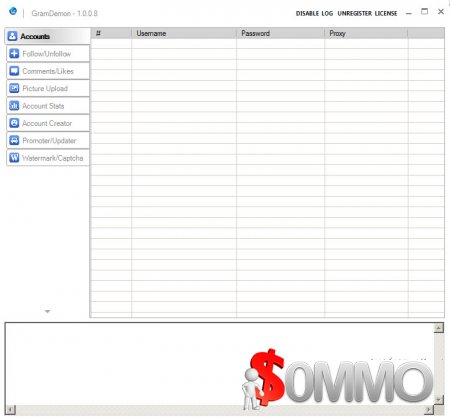 GramDemon - 1.0.0.8
DISABLE LOG UNREGISTER LICENSE
Accounts
Follow/Unfollow
Comments/Likes
Picture Upload
Account Stats
Account Creator
Promoter/Updater
Watermark/Captcha
# Username Password Proxy
$OMMO